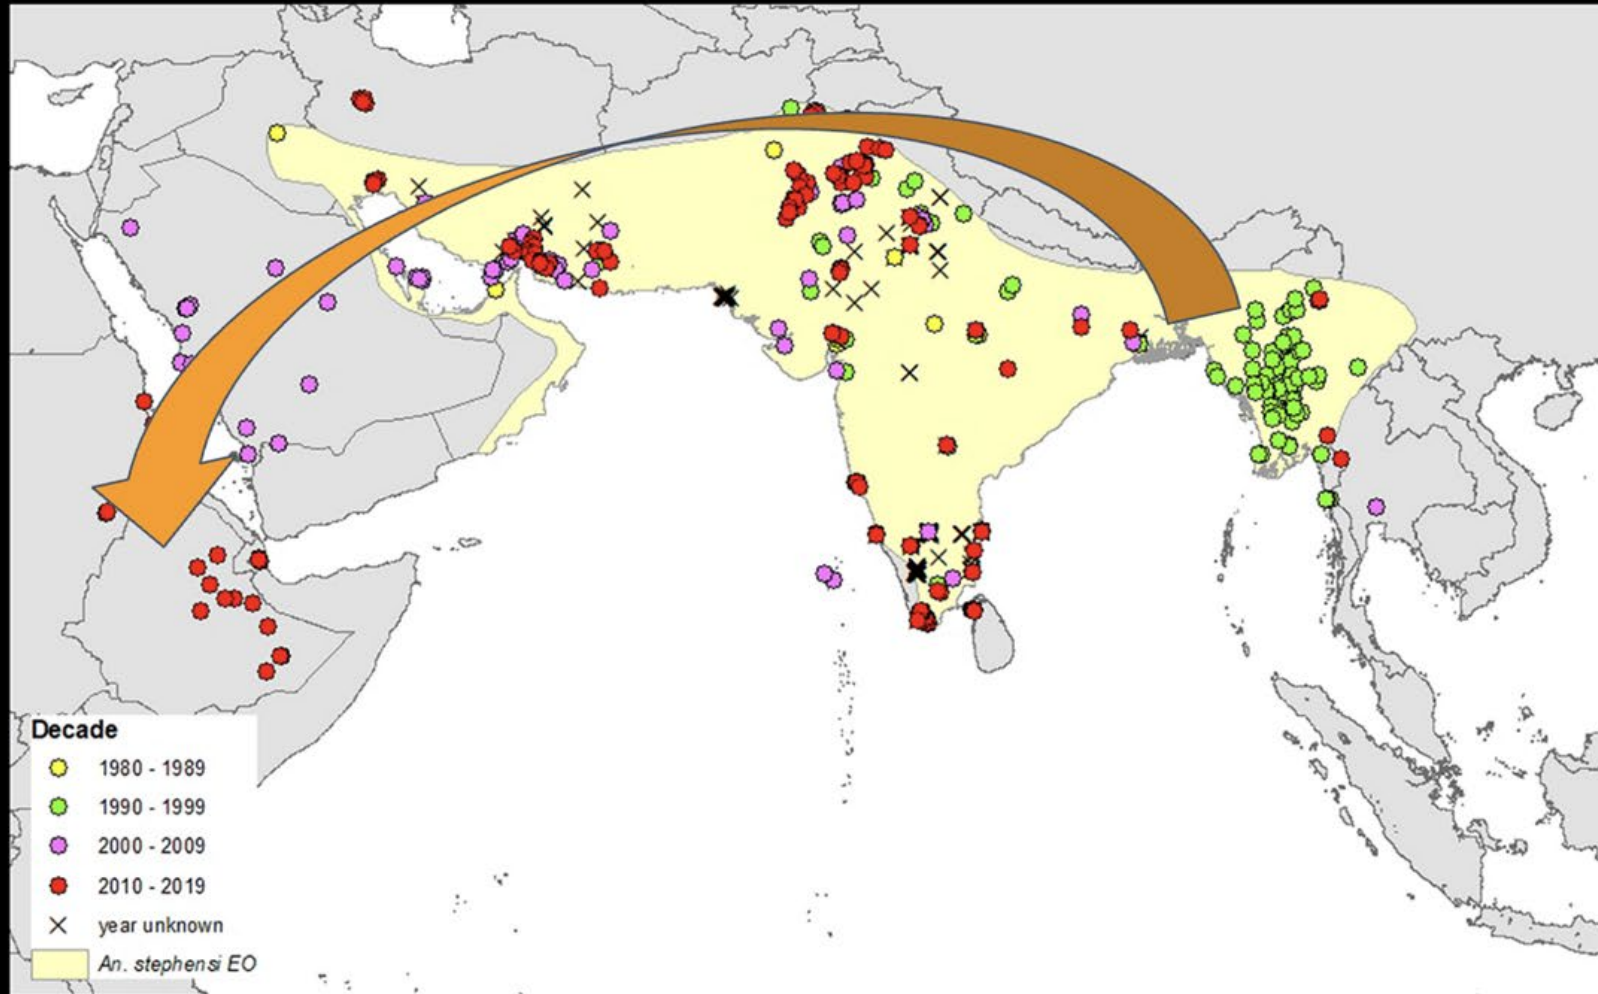 Decade
1980 - 1989
1990 - 1999
2000 - 2009
2010 - 2019
year unknown
An. stephensi EO